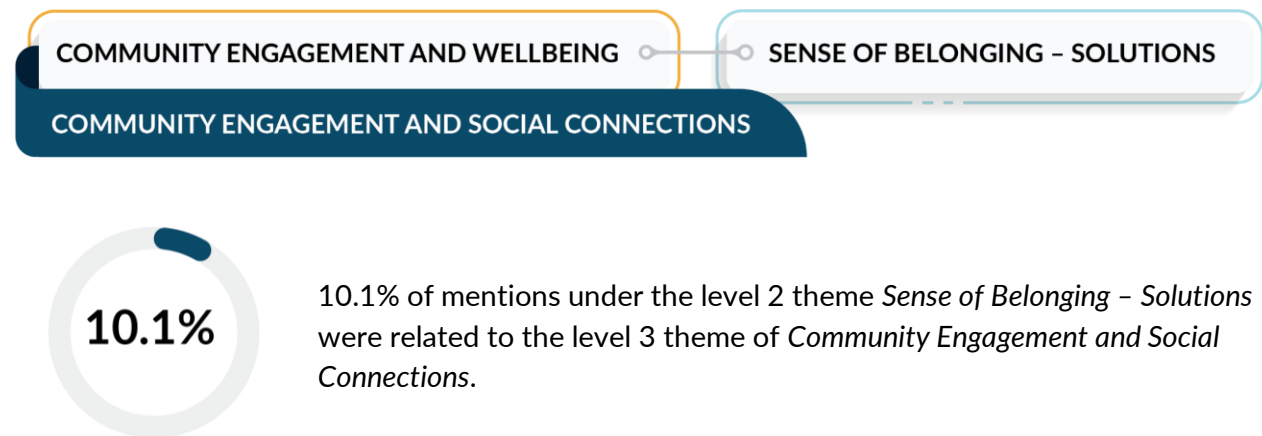 COMMUNITY ENGAGEMENT AND WELLBEING
SENSE OF BELONGING – SOLUTIONS
COMMUNITY ENGAGEMENT AND SOCIAL CONNECTIONS
10.1%
10.1% of mentions under the level 2 theme Sense of Belonging – Solutions
were related to the level 3 theme of Community Engagement and Social
Connections.